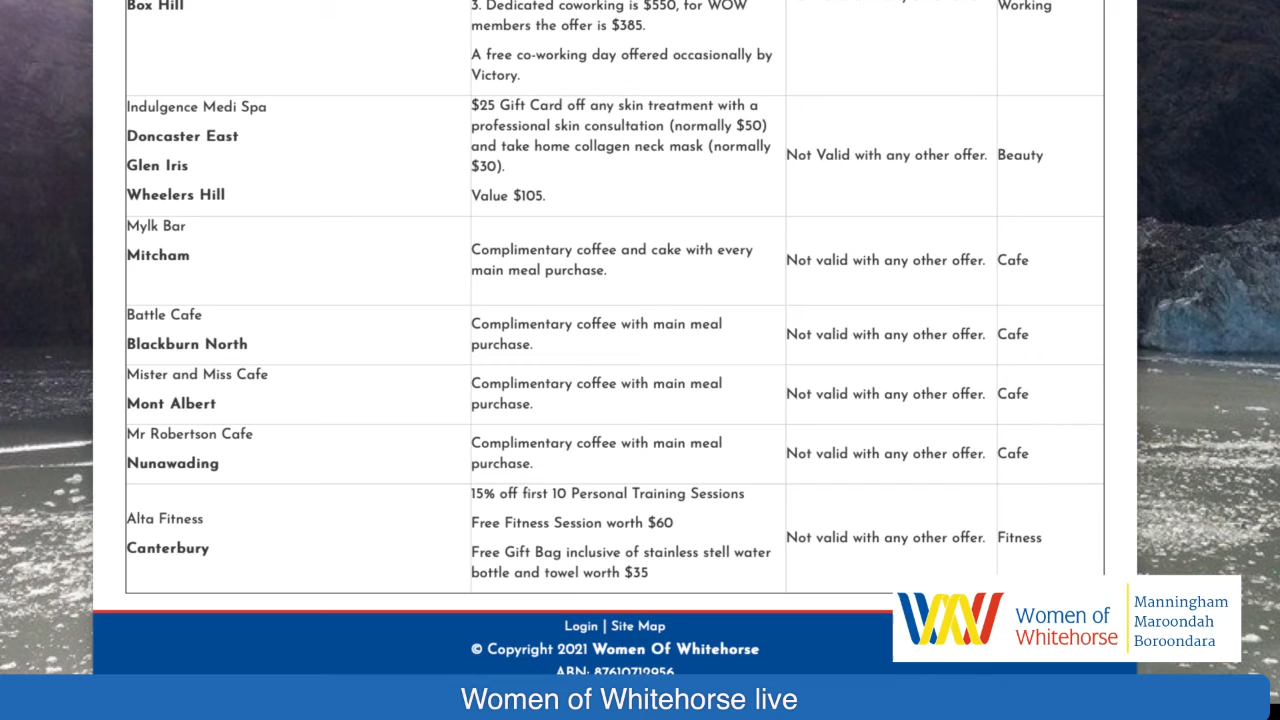 Box Hill
3. Dedicated coworking is $550, for WOW
members the offer is $385.
Working
A free co-working day offered occasionally by
Victory.
Indulgence Medi Spa
Doncaster East
Glen Iris
Wheelers Hill
$25 Gift Card off any skin treatment with a
professional skin consultation (normally $50)
and take home collagen neck mask (normally
$30).
Value $105.
Not Valid with any other offer.
Beauty
Mylk Bar
Mitcham
Complimentary coffee and cake with every
main meal purchase.
Not valid with any other offer.
Cafe
Battle Cafe
Blackburn North
Complimentary coffee with main meal
purchase.
Not valid with any other offer.
Cafe
Mister and Miss Cafe
Mont Albert
Complimentary coffee with main meal
purchase.
Not valid with any other offer.
Cafe
Mr Robertson Cafe
Nunawading
Complimentary coffee with main meal
purchase.
Not valid with any other offer.
Cafe
Alta Fitness
Canterbury
15% off first 10 Personal Training Sessions
Free Fitness Session worth $60
Free Gift Bag inclusive of stainless stell water
bottle and towel worth $35
Not valid with any other offer.
Fitness
Login | Site Map
© Copyright 2021 Women Of Whitehorse
ABN: 87610712956
Women of
Whitehorse
Manningham
Maroondah
Boroondara
Women of Whitehorse live